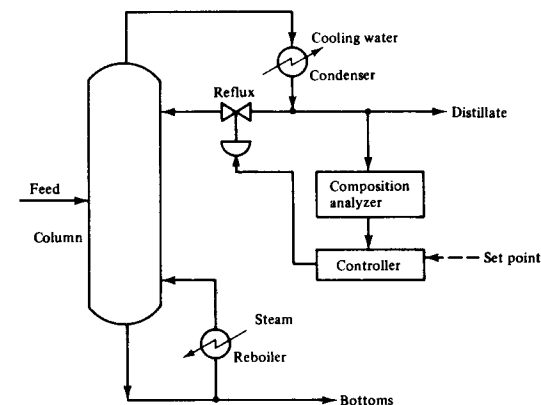 Cooling water
Condenser
Reflux
Distillate
Feed
Composition
analyzer
Column
Controller
Set point
Steam
Reboiler
Bottoms